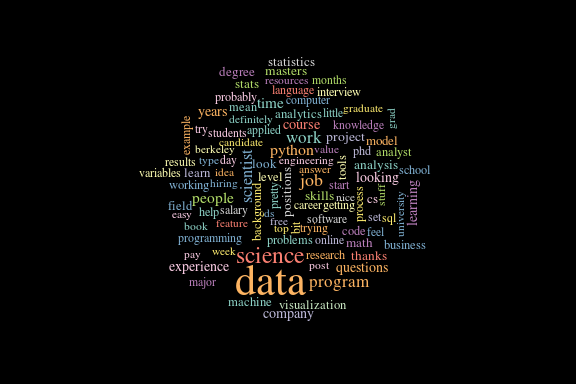 statistics
degree masters
stats resources months
language interview
probably time computer
years mean analytics little graduate
example definitely course knowledge grad
try students applied work project model
candidate python value phd analyst
berkeley scientist engineering tools
results type day look answer analysis school
variables learn idea level job looking
working hiring background pretty positions skills start nice process cs stuff learning
people career getting
field help salary ds software set sql university
easy feature free bit
book top trying code feel
programming problems online math business
pay week science research thanks
experience post questions
major data program
machine visualization
company